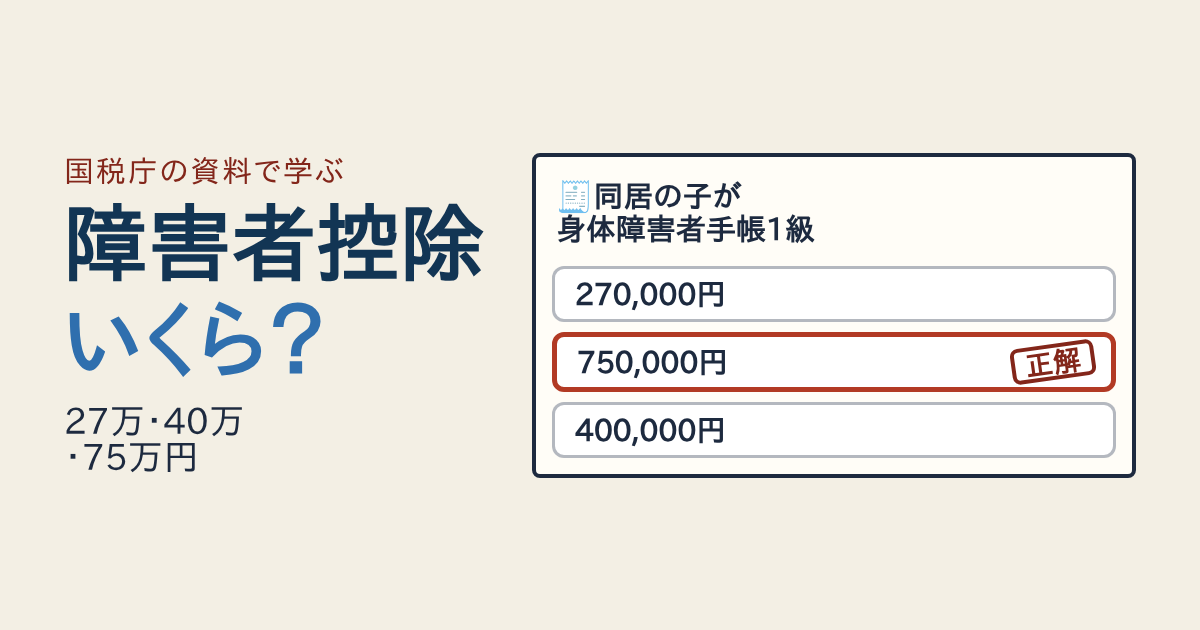 国税庁の資料で学ぶ
障害者控除
いくら?
27万・40万
・75万円
🧾同居の子が
身体障害者手帳1級
270,000円
750,000円
正解
400,000円